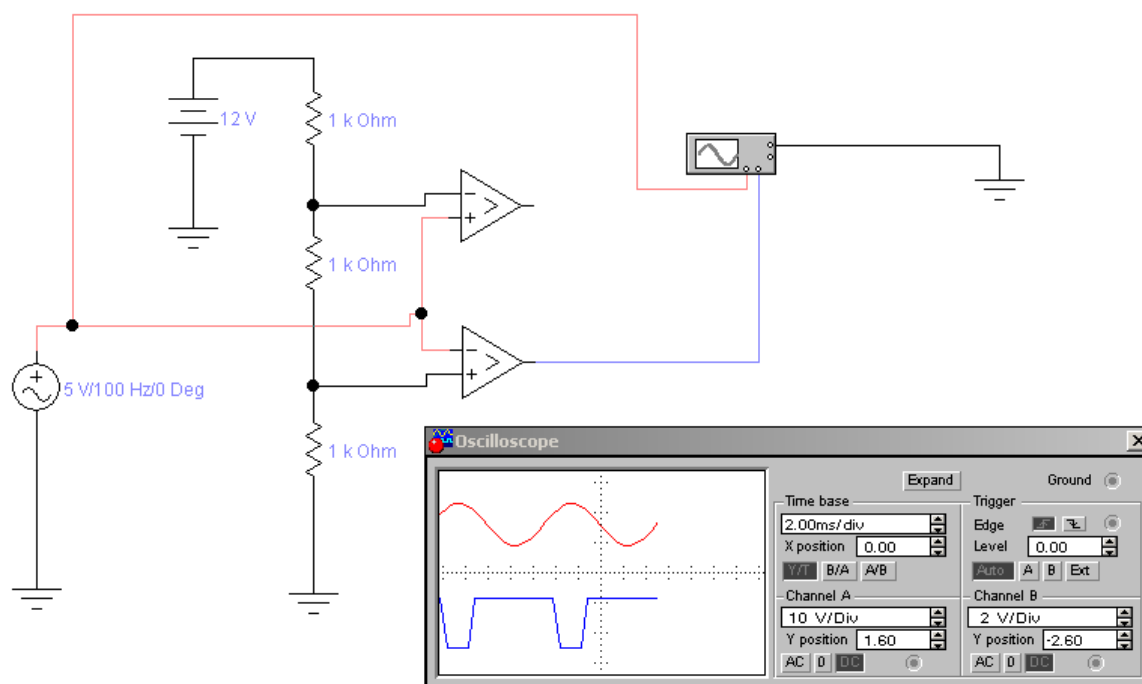 12 V
1 k Ohm
1 k Ohm
5 V/100 Hz/0 Deg
1 k Ohm
Oscilloscope
Expand
Ground
Time base
2.00ms/div
X position 0.00
Y/T B/A A/B
Trigger
Edge
Level 0.00
Auto A B Ext
Channel A
10 V/Div
Y position 1.60
AC 0 DC
Channel B
2 V/Div
Y position -2.60
AC 0 DC